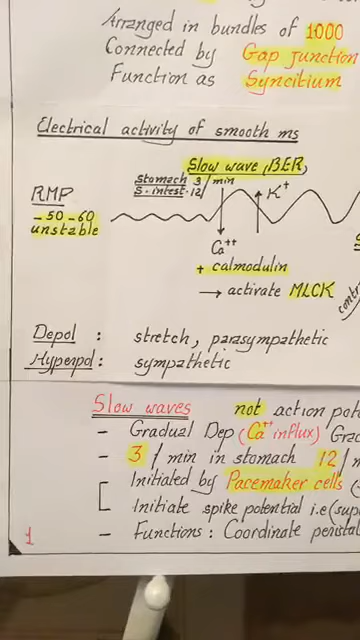 Arranged in bundles of 1000
Connected by Gap junction
Function as Syncitium
Electrical activity of smooth ms
Slow wave, BER,
Stomach 3 / min
S. intest. 12/
RMP
-50 -60
unstable
K+
Ca++
+ calmodulin
→ activate MLCK
Depol : stretch, parasympathetic
Hyperpol : sympathetic
Slow waves not action
- Gradual Dep (Ca++ influx)
- 3 / min in stomach 12 /
Initiated by Pacemaker cells
Initiate spike potential i.e
- Functions : Coordinate
1